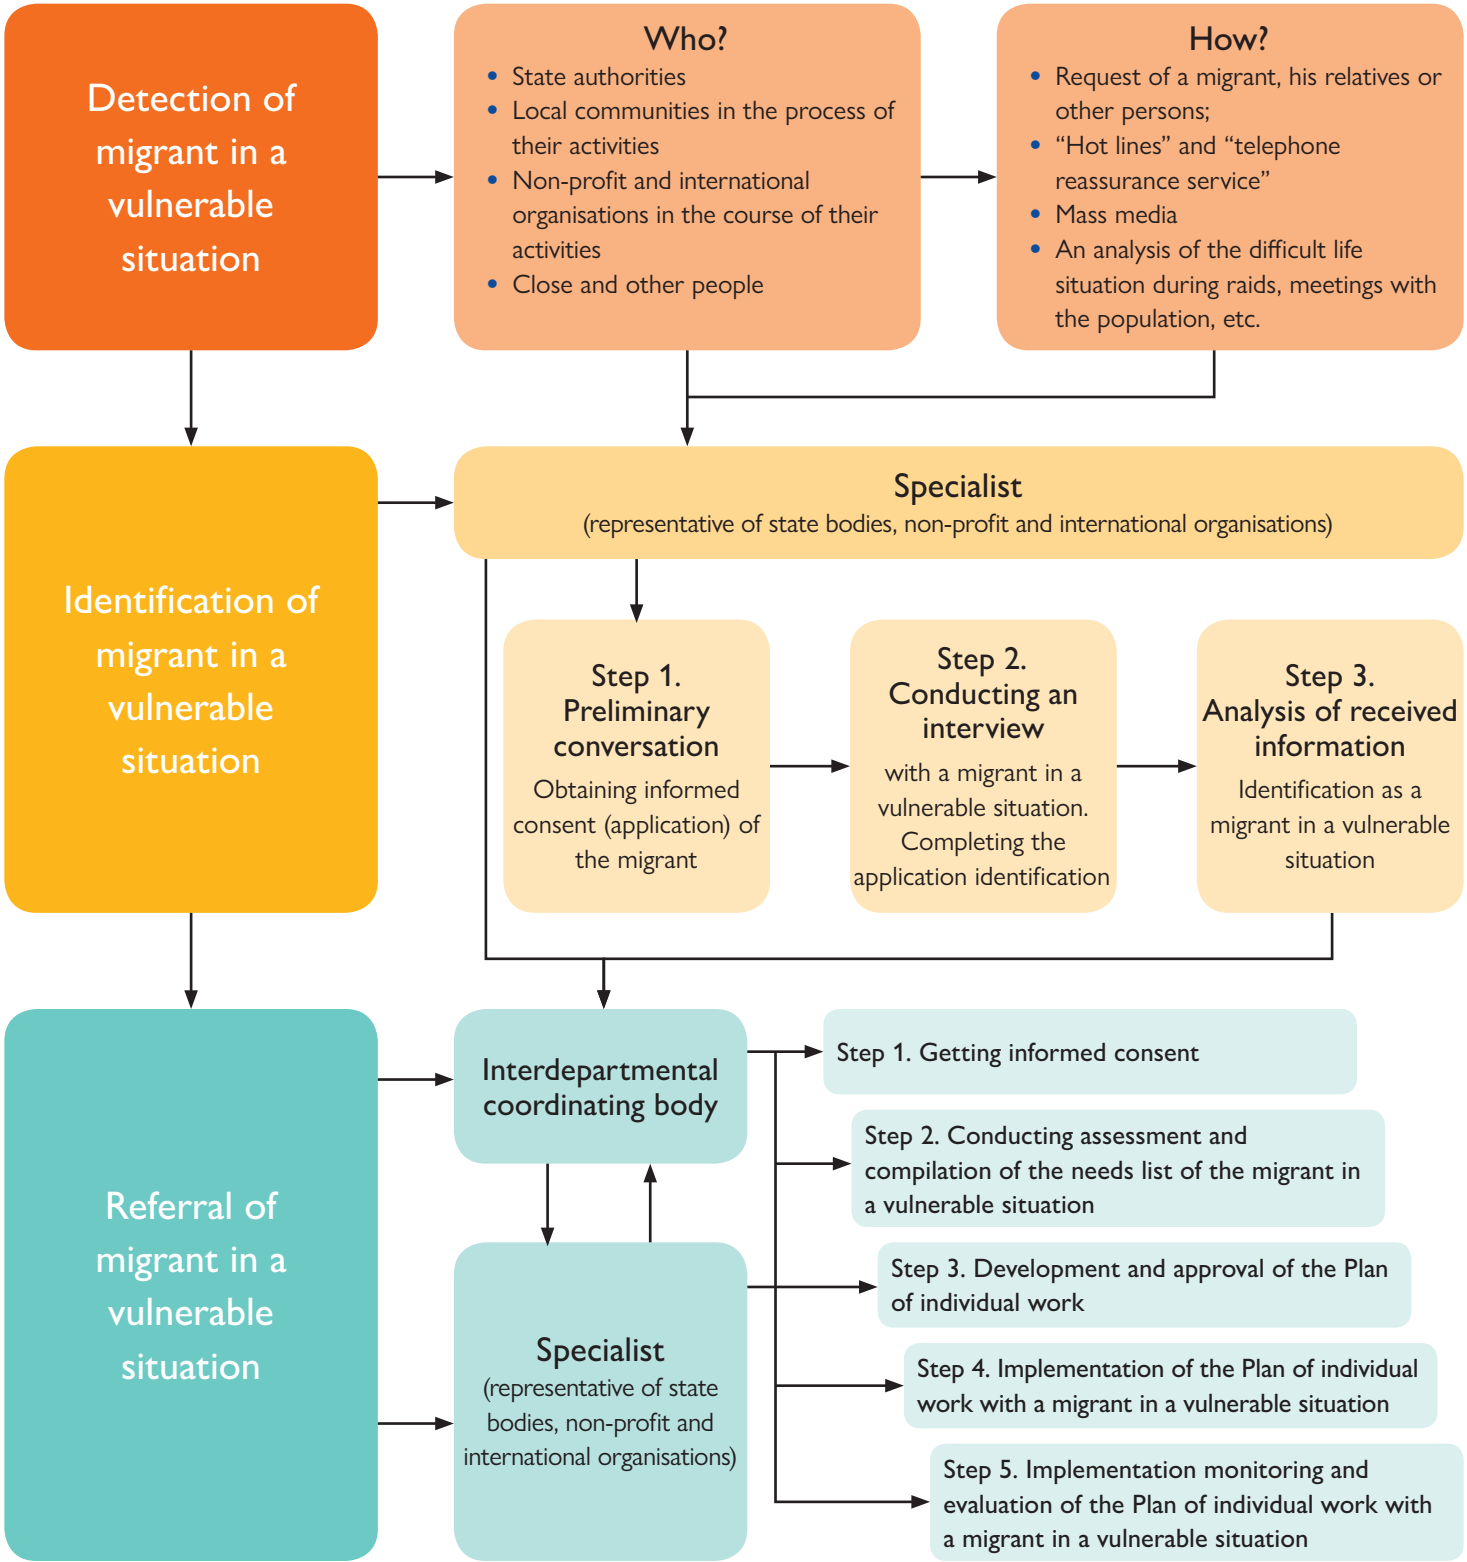 Detection of
migrant in a
vulnerable
situation
Who?
• State authorities
• Local communities in the process of
their activities
• Non-profit and international
organisations in the course of their
activities
• Close and other people
How?
• Request of a migrant, his relatives or
other persons;
• “Hot lines” and “telephone
reassurance service”
• Mass media
• An analysis of the difficult life
situation during raids, meetings with
the population, etc.
Identification of
migrant in a
vulnerable
situation
Specialist
(representative of state bodies, non-profit and international organisations)
Step 1.
Preliminary
conversation
Obtaining informed
consent (application) of
the migrant
Step 2.
Conducting an
interview
with a migrant in a
vulnerable situation.
Completing the
application identification
Step 3.
Analysis of received
information
Identification as a
migrant in a vulnerable
situation
Referral of
migrant in a
vulnerable
situation
Interdepartmental
coordinating body
Specialist
(representative of state
bodies, non-profit and
international organisations)
Step 1. Getting informed consent
Step 2. Conducting assessment and
compilation of the needs list of the migrant in
a vulnerable situation
Step 3. Development and approval of the Plan
of individual work
Step 4. Implementation of the Plan of individual
work with a migrant in a vulnerable situation
Step 5. Implementation monitoring and
evaluation of the Plan of individual work with
a migrant in a vulnerable situation